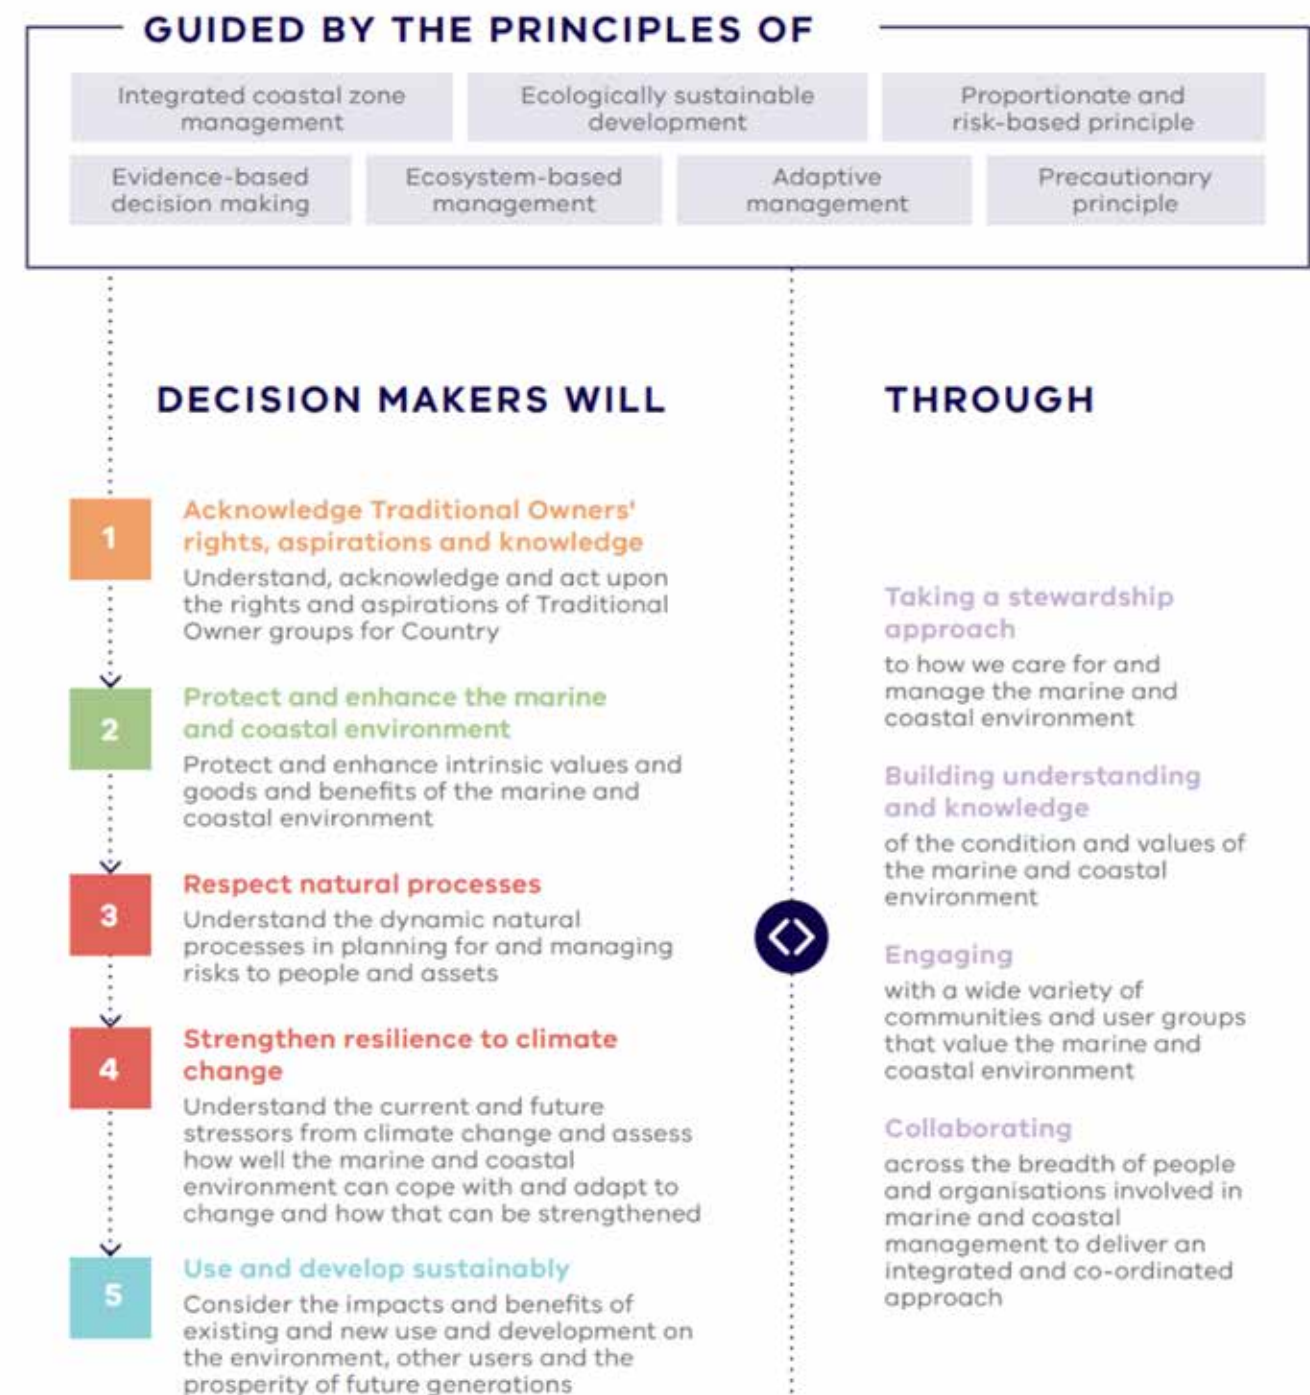 GUIDED BY THE PRINCIPLES OF
Integrated coastal zone
management
Ecologically sustainable
development
Proportionate and
risk-based principle
Evidence-based
decision making
Ecosystem-based
management
Adaptive
management
Precautionary
principle
DECISION MAKERS WILL
1
Acknowledge Traditional Owners'
rights, aspirations and knowledge
Understand, acknowledge and act upon
the rights and aspirations of Traditional
Owner groups for Country
2
Protect and enhance the marine
and coastal environment
Protect and enhance intrinsic values and
goods and benefits of the marine and
coastal environment
3
Respect natural processes
Understand the dynamic natural
processes in planning for and managing
risks to people and assets
4
Strengthen resilience to climate
change
Understand the current and future
stressors from climate change and assess
how well the marine and coastal
environment can cope with and adapt to
change and how that can be strengthened
5
Use and develop sustainably
Consider the impacts and benefits of
existing and new use and development on
the environment, other users and the
prosperity of future generations
THROUGH
Taking a stewardship
approach
to how we care for and
manage the marine and
coastal environment
Building understanding
and knowledge
of the condition and values of
the marine and coastal
environment
Engaging
with a wide variety of
communities and user groups
that value the marine and
coastal environment
Collaborating
across the breadth of people
and organisations involved in
marine and coastal
management to deliver an
integrated and co-ordinated
approach